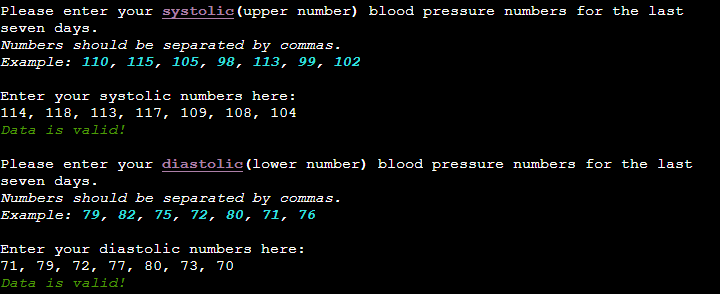 Please enter your systolic(upper number) blood pressure numbers for the last
seven days.
Numbers should be separated by commas.
Example: 110, 115, 105, 98, 113, 99, 102
Enter your systolic numbers here:
114, 118, 113, 117, 109, 108, 104
Data is valid!
Please enter your diastolic(lower number) blood pressure numbers for the last
seven days.
Numbers should be separated by commas.
Example: 79, 82, 75, 72, 80, 71, 76
Enter your diastolic numbers here:
71, 79, 72, 77, 80, 73, 70
Data is valid!